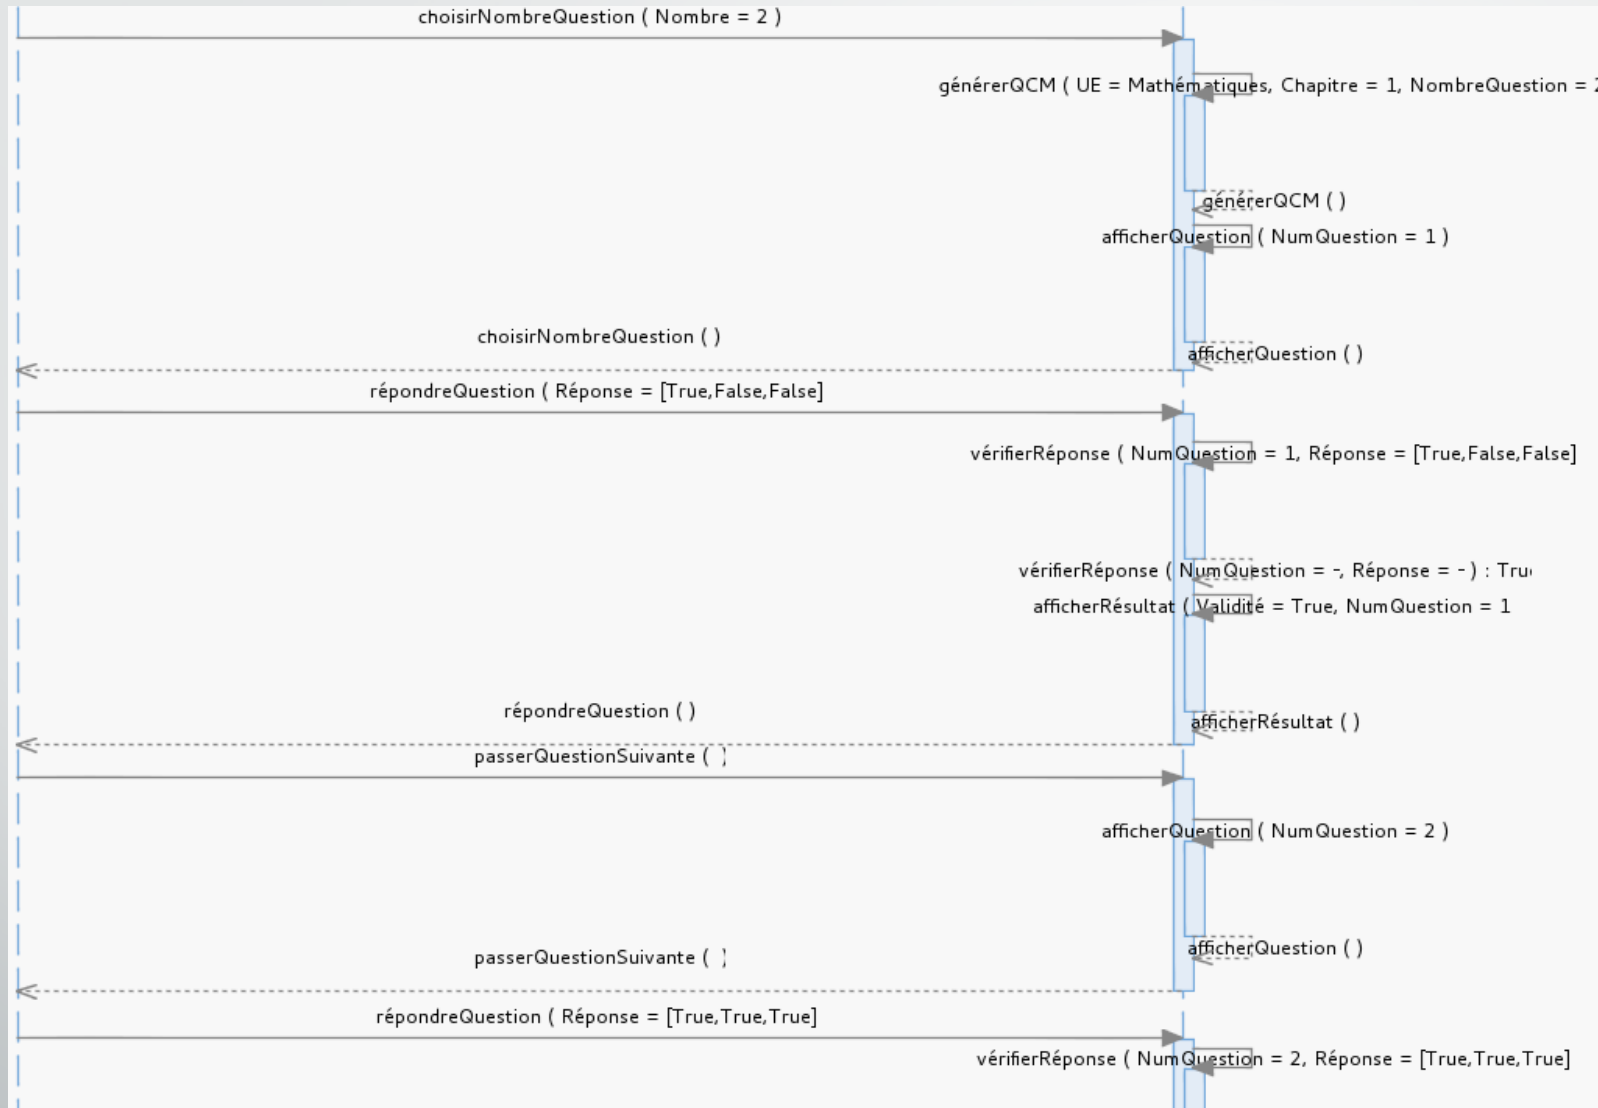 choisirNombreQuestion ( Nombre = 2 )
générerQCM ( UE = Mathématiques, Chapitre = 1, NombreQuestion = 2
générerQCM ( )
afficherQuestion ( NumQuestion = 1 )
choisirNombreQuestion ( )
afficherQuestion ( )
répondreQuestion ( Réponse = [True,False,False]
vérifierRéponse ( NumQuestion = 1, Réponse = [True,False,False]
vérifierRéponse ( NumQuestion = -, Réponse = - ) : True
afficherRésultat ( Validité = True, NumQuestion = 1
répondreQuestion ( )
afficherRésultat ( )
passerQuestionSuivante ( )
afficherQuestion ( NumQuestion = 2 )
afficherQuestion ( )
passerQuestionSuivante ( )
répondreQuestion ( Réponse = [True,True,True]
vérifierRéponse ( NumQuestion = 2, Réponse = [True,True,True]